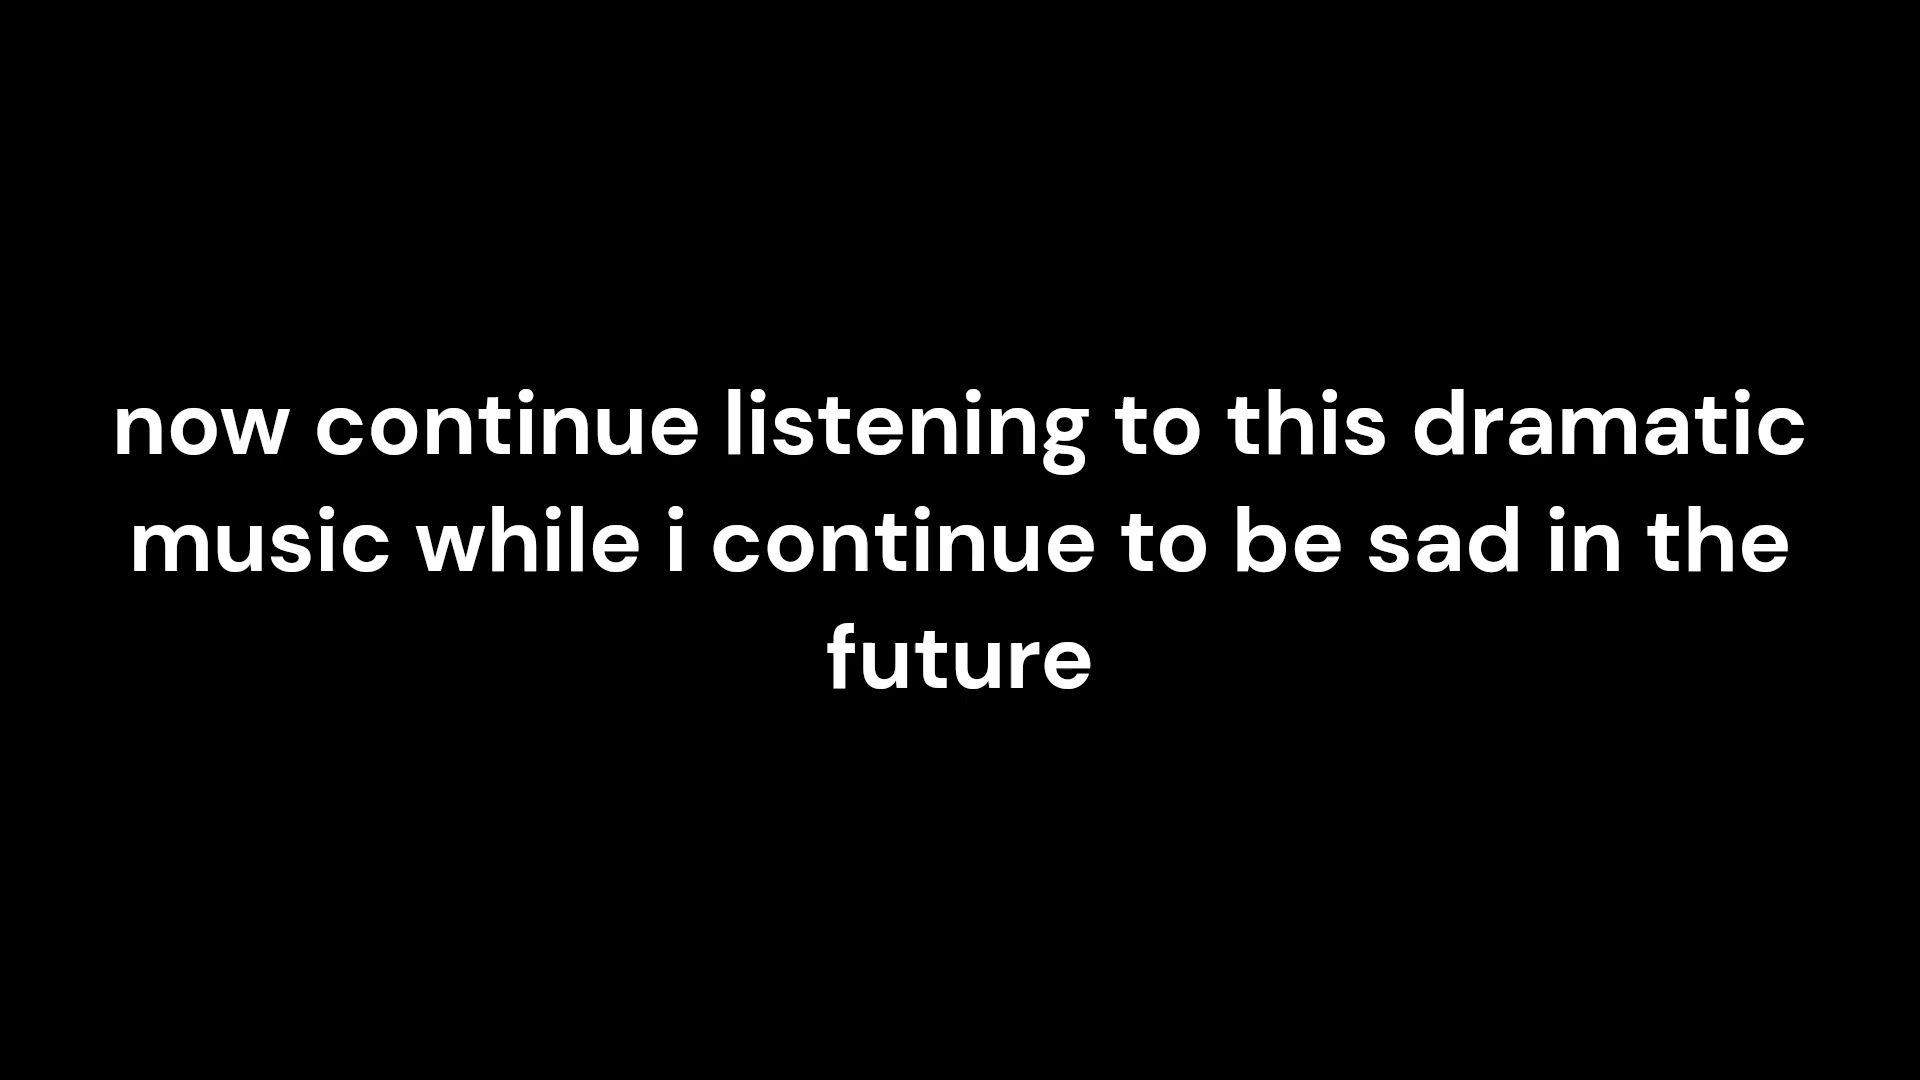 now continue listening to this dramatic
music while i continue to be sad in the
future